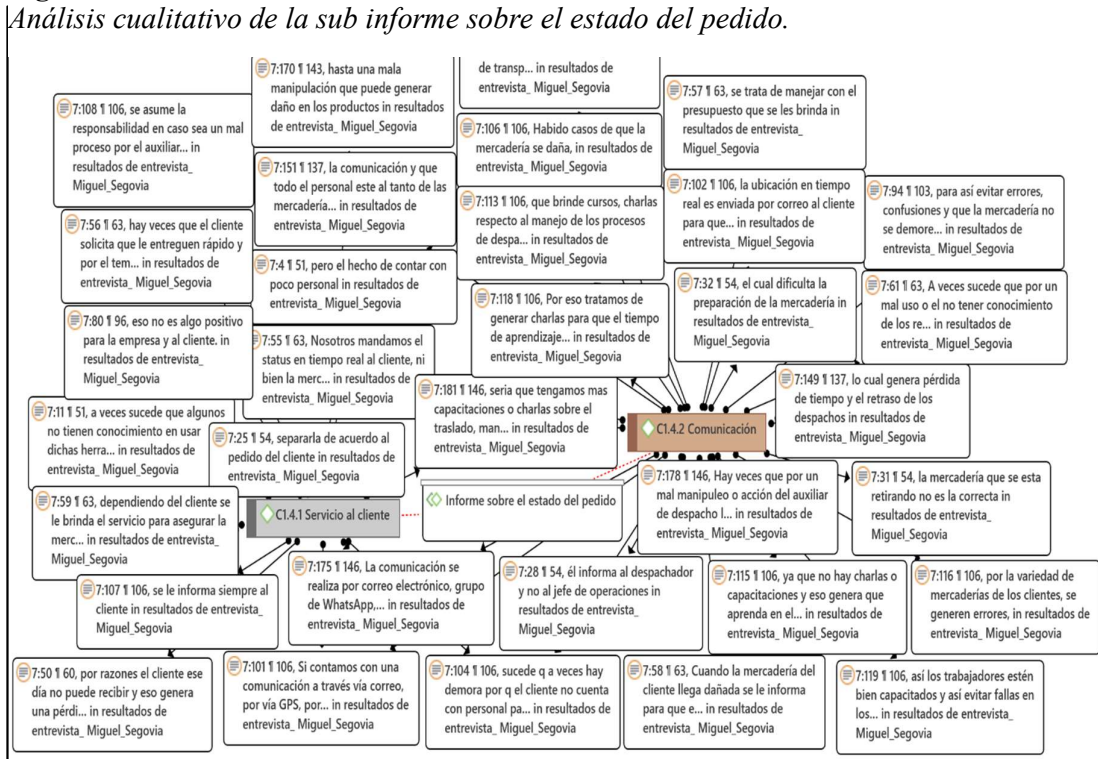 Análisis cualitativo de la sub informe sobre el estado del pedido.
7:170 ¶ 143, hasta una mala
manipulación que puede generar
daño en los productos in resultados
de entrevista_ Miguel_Segovia
de transp... in resultados de
entrevista_ Miguel_Segovia
7:57 ¶ 63, se trata de manejar con el
presupuesto que se les brinda in
resultados de entrevista_
Miguel_Segovia
7:108 ¶ 106, se asume la
responsabilidad en caso sea un mal
proceso por el auxiliar... in
resultados de entrevista_
Miguel_Segovia
7:106 ¶ 106, Habido casos de que la
mercadería se daña, in resultados de
entrevista_ Miguel_Segovia
7:151 ¶ 137, la comunicación y que
todo el personal este al tanto de las
mercadería... in resultados de
entrevista_ Miguel_Segovia
7:102 ¶ 106, la ubicación en tiempo
real es enviada por correo al cliente
para que... in resultados de
entrevista_ Miguel_Segovia
7:94 ¶ 103, para así evitar errores,
confusiones y que la mercadería no
se demore... in resultados de
entrevista_ Miguel_Segovia
7:113 ¶ 106, que brinde cursos, charlas
respecto al manejo de los procesos
de despa... in resultados de
entrevista_ Miguel_Segovia
7:56 ¶ 63, hay veces que el cliente
solicita que le entreguen rápido y
por el tem... in resultados de
entrevista_ Miguel_Segovia
7:4 ¶ 51, pero el hecho de contar con
poco personal in resultados de
entrevista_ Miguel_Segovia
7:32 ¶ 54, el cual dificulta la
preparación de la mercadería in
resultados de entrevista_
Miguel_Segovia
7:61 ¶ 63, A veces sucede que por un
mal uso o el no tener conocimiento
de los re... in resultados de
entrevista_ Miguel_Segovia
7:118 ¶ 106, Por eso tratamos de
generar charlas para que el tiempo
de aprendizaje... in resultados de
entrevista_ Miguel_Segovia
7:80 ¶ 96, eso no es algo positivo
para la empresa y al cliente. in
resultados de entrevista_
Miguel_Segovia
7:55 ¶ 63, Nosotros mandamos el
status en tiempo real al cliente, ni
bien la merc... in resultados de
entrevista_ Miguel_Segovia
7:149 ¶ 137, lo cual genera pérdida
de tiempo y el retraso de los
despachos in resultados de
entrevista_ Miguel_Segovia
7:181 ¶ 146, seria que tengamos mas
capacitaciones o charlas sobre el
traslado, man... in resultados de
entrevista_ Miguel_Segovia
7:11 ¶ 51, a veces sucede que algunos
no tienen conocimiento en usar
dichas herra... in resultados de
entrevista_ Miguel_Segovia
7:25 ¶ 54, separarla de acuerdo al
pedido del cliente in resultados de
entrevista_ Miguel_Segovia
C1.4.2 Comunicación
7:178 ¶ 146, Hay veces que por un
mal manipuleo o acción del auxiliar
de despacho l... in resultados de
entrevista_ Miguel_Segovia
7:31 ¶ 54, la mercadería que se esta
retirando no es la correcta in
resultados de entrevista_
Miguel_Segovia
7:59 ¶ 63, dependiendo del cliente se
le brinda el servicio para asegurar la
merc... in resultados de entrevista_
Miguel_Segovia
C1.4.1 Servicio al cliente
Informe sobre el estado del pedido
7:107 ¶ 106, se le informa siempre al
cliente in resultados de entrevista_
Miguel_Segovia
7:175 ¶ 146, La comunicación se
realiza por correo electrónico, grupo
de WhatsApp,... in resultados de
entrevista_ Miguel_Segovia
7:28 ¶ 54, él informa al despachador
y no al jefe de operaciones in
resultados de entrevista_
Miguel_Segovia
7:115 ¶ 106, ya que no hay charlas o
capacitaciones y eso genera que
aprenda en el... in resultados de
entrevista_ Miguel_Segovia
7:116 ¶ 106, por la variedad de
mercaderías de los clientes, se
generen errores, in resultados de
entrevista_ Miguel_Segovia
7:50 ¶ 60, por razones el cliente ese
día no puede recibir y eso genera
una pérdi... in resultados de
entrevista_ Miguel_Segovia
7:101 ¶ 106, Si contamos con una
comunicación a través vía correo,
por vía GPS, por... in resultados de
entrevista_ Miguel_Segovia
7:104 ¶ 106, sucede q a veces hay
demora por q el cliente no cuenta
con personal pa... in resultados de
entrevista_ Miguel_Segovia
7:58 ¶ 63, Cuando la mercadería del
cliente llega dañada se le informa
para que e... in resultados de
entrevista_ Miguel_Segovia
7:119 ¶ 106, así los trabajadores estén
bien capacitados y así evitar fallas en
los... in resultados de entrevista_
Miguel_Segovia